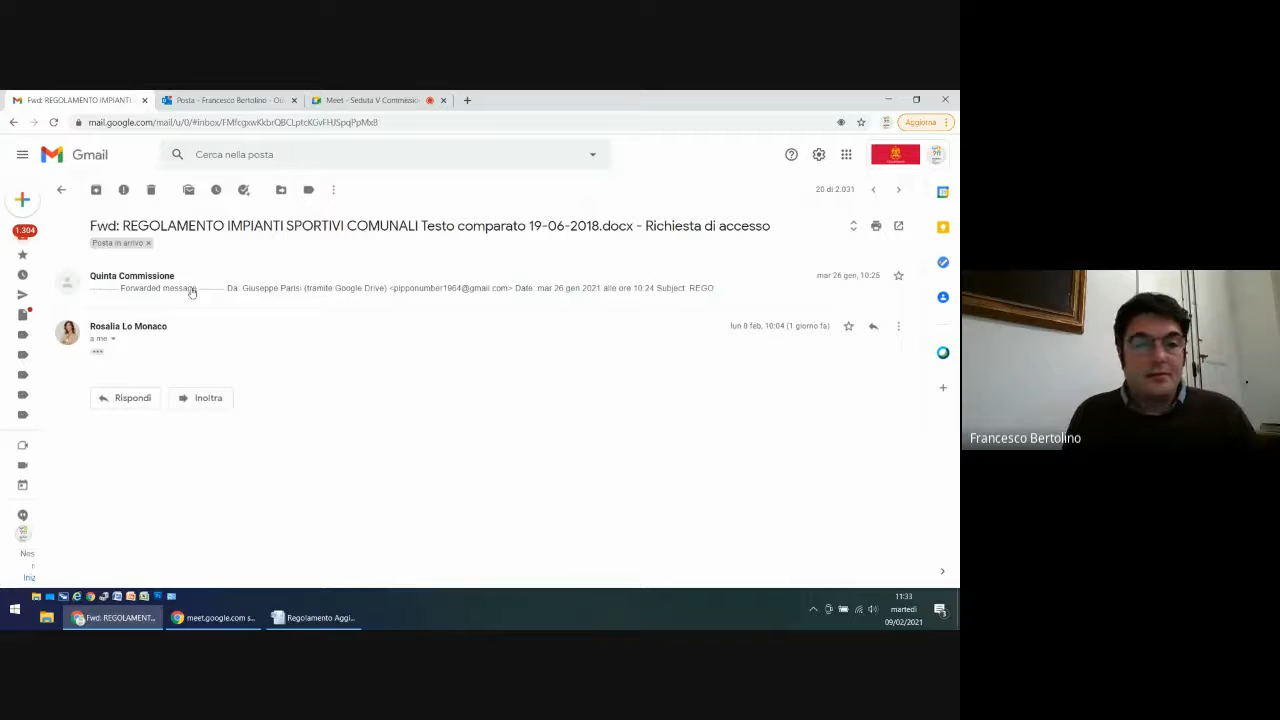 Fwd: REGOLAMENTO IMPIANTI
Posta - Francesco Bertolino - Ou
Meet - Seduta V Commissi
mail.google.com/mail/u/0/#inbox/FMfcgxwKkbrQBCLptcKGvFHJSpqPpMx8
Aggiorna
Gmail
Cerca nella posta
20 di 2.031
Fwd: REGOLAMENTO IMPIANTI SPORTIVI COMUNALI Testo comparato 19-06-2018.docx - Richiesta di accesso
Posta in arrivo ×
1.304
Quinta Commissione
mar 26 gen, 10:25
---------- Forwarded message --------- Da: Giuseppe Parisi (tramite Google Drive) <pipponumber1964@gmail.com> Date: mar 26 gen 2021 alle ore 10:24 Subject: REGO
Rosalia Lo Monaco
lun 8 feb, 10:04 (1 giorno fa)
a me
Rispondi
Inoltra
Francesco Bertolino
Nes
r
Iniz
Fwd: REGOLAMENT...
meet.google.com s...
Regolamento Aggi...
11:33
martedì
09/02/2021